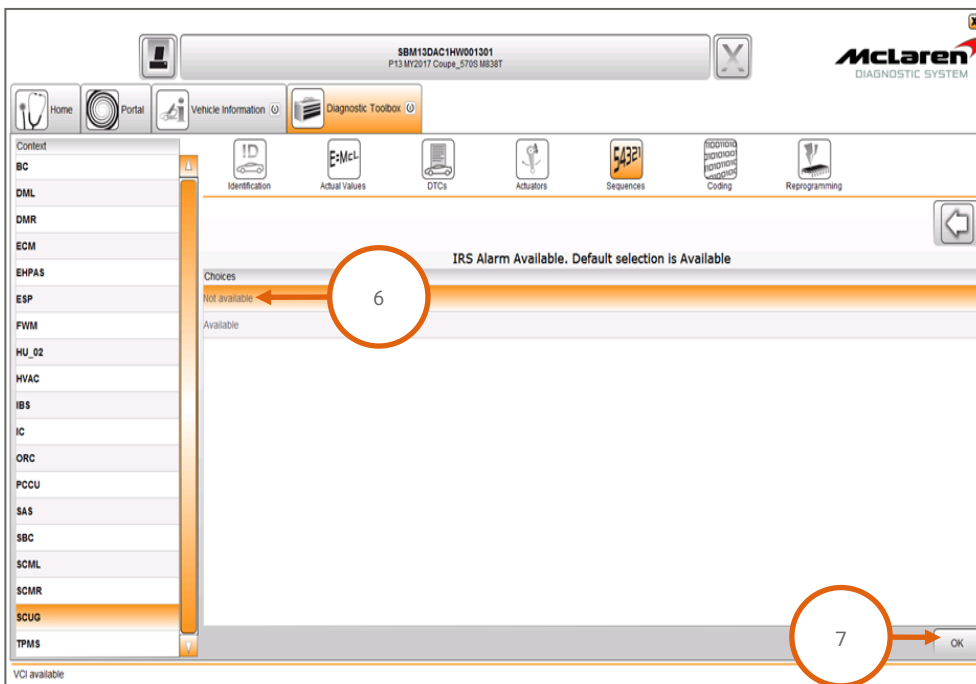 SBM13DAC1HW001301
P13 MY2017 Coupe_570S M838T
McLaren
DIAGNOSTIC SYSTEM
Home
Portal
Vehicle Information
Diagnostic Toolbox
Context
BC
DML
DMR
ECM
EHPAS
ESP
FWM
HU_02
HVAC
IBS
IC
ORC
PCCU
SAS
SBC
SCML
SCMR
SCUG
TPMS
ID
Identification
E=McL
Actual Values
DTCs
Actuators
54321
Sequences
Coding
Reprogramming
IRS Alarm Available. Default selection is Available
Choices
Not available
6
Available
7
OK
VCI available